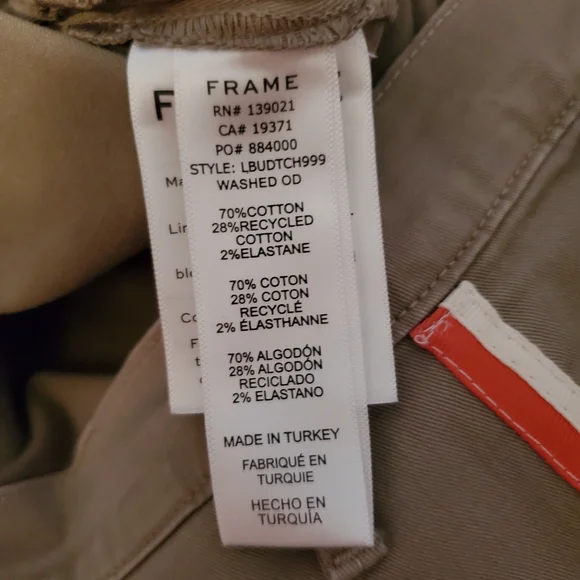 FRAME
RN# 139021
CA# 19371
PO# 884000
STYLE: LBUDTCH999
WASHED OD
70%COTTON
28%RECYCLED
COTTON
2%ELASTANE
70% COTON
28% COTON
RECYCLÉ
2% ÉLASTHANNE
70% ALGODÓN
28% ALGODÓN
RECICLADO
2% ELASTANO
MADE IN TURKEY
FABRIQUÉ EN
TURQUIE
HECHO EN
TURQUÍA